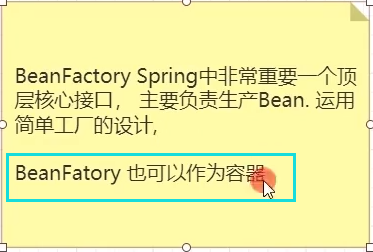 BeanFactory Spring中非常重要一个顶
层核心接口， 主要负责生产Bean. 运用
简单工厂的设计,
BeanFatory 也可以作为容器